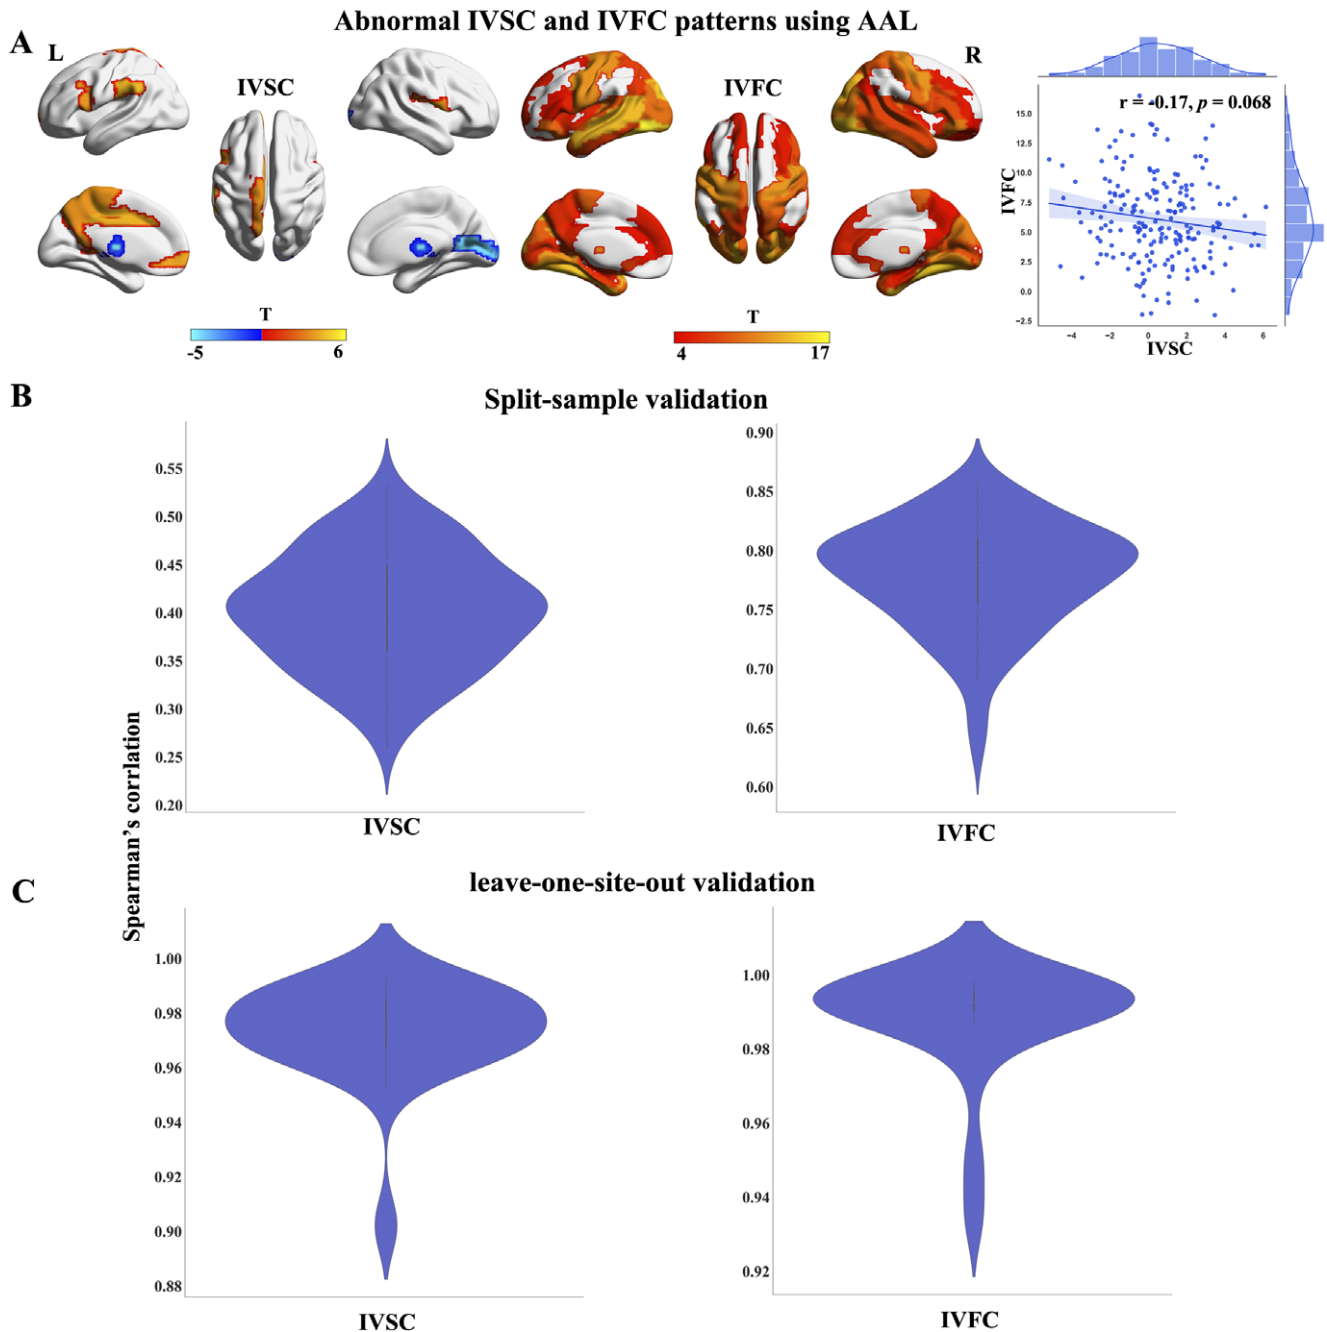 Abnormal IVSC and IVFC patterns using AAL
A
L
IVSC
IVFC
R
T
-5
6
T
4
17
r = -0.17, p = 0.068
IVFC
15.0
12.5
10.0
7.5
5.0
2.5
0.0
−2.5
−4
−2
0
2
4
6
IVSC
B
Split-sample validation
0.55
0.50
0.45
0.40
0.35
0.30
0.25
0.20
IVSC
0.90
0.85
0.80
0.75
0.70
0.65
0.60
IVFC
Spearman's corrlation
C
leave-one-site-out validation
1.00
0.98
0.96
0.94
0.92
0.90
0.88
IVSC
1.00
0.98
0.96
0.94
0.92
IVFC